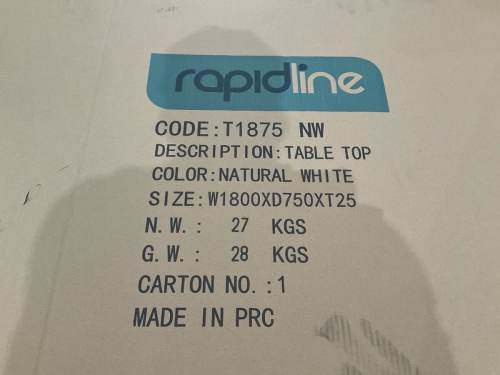 rapidline
CODE:T1875 NW
DESCRIPTION:TABLE TOP
COLOR:NATURAL WHITE
SIZE:W1800XD750XT25
N.W.: 27 KGS
G.W.: 28 KGS
CARTON NO.:1
MADE IN PRC